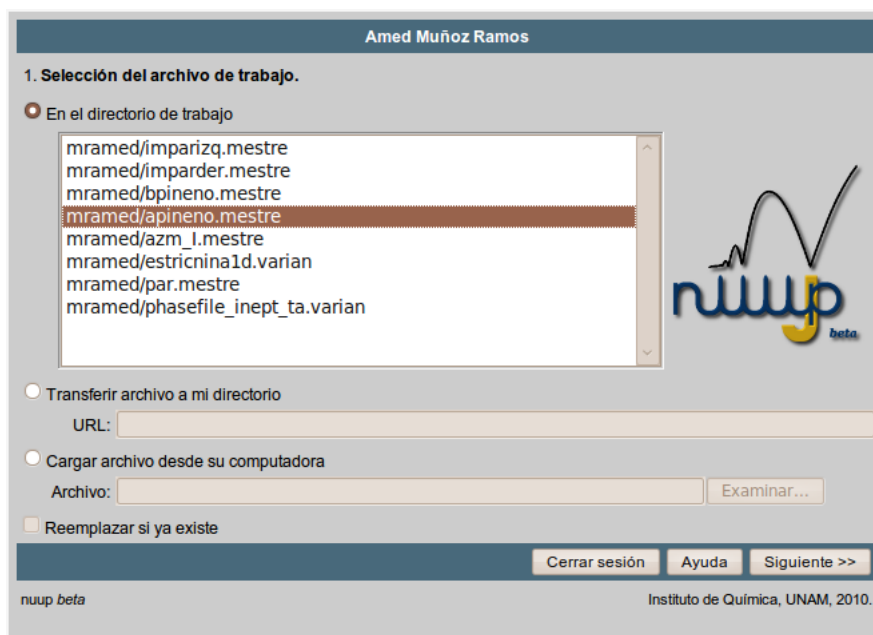 Amed Muñoz Ramos
1. Selección del archivo de trabajo.
En el directorio de trabajo
mramed/imparizq.mestre
mramed/imparder.mestre
mramed/bpineno.mestre
mramed/apineno.mestre
mramed/azm_I.mestre
mramed/estricnina1d.varian
mramed/par.mestre
mramed/phasefile_inept_ta.varian
nuup
beta
Transferir archivo a mi directorio
URL:
Cargar archivo desde su computadora
Archivo: Examinar...
Reemplazar si ya existe
Cerrar sesión Ayuda Siguiente >>
nuup beta Instituto de Química, UNAM, 2010.